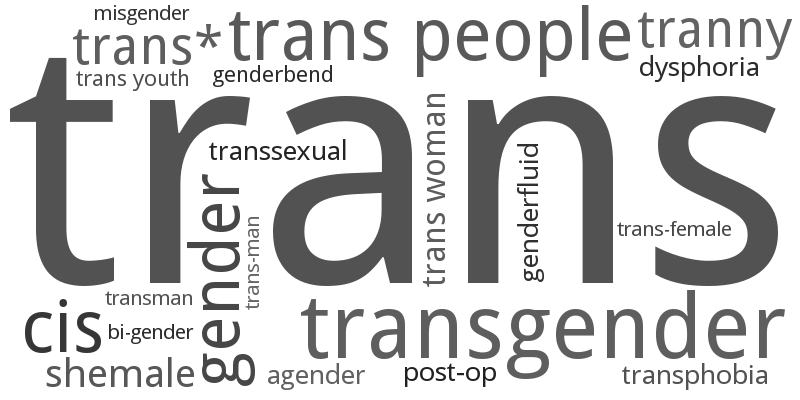 misgender
trans*
trans people
tranny
trans youth
genderbend
dysphoria
trans
transsexual
trans woman
genderfluid
gender
trans-man
trans-female
transman
cis
bi-gender
transgender
shemale
agender
post-op
transphobia